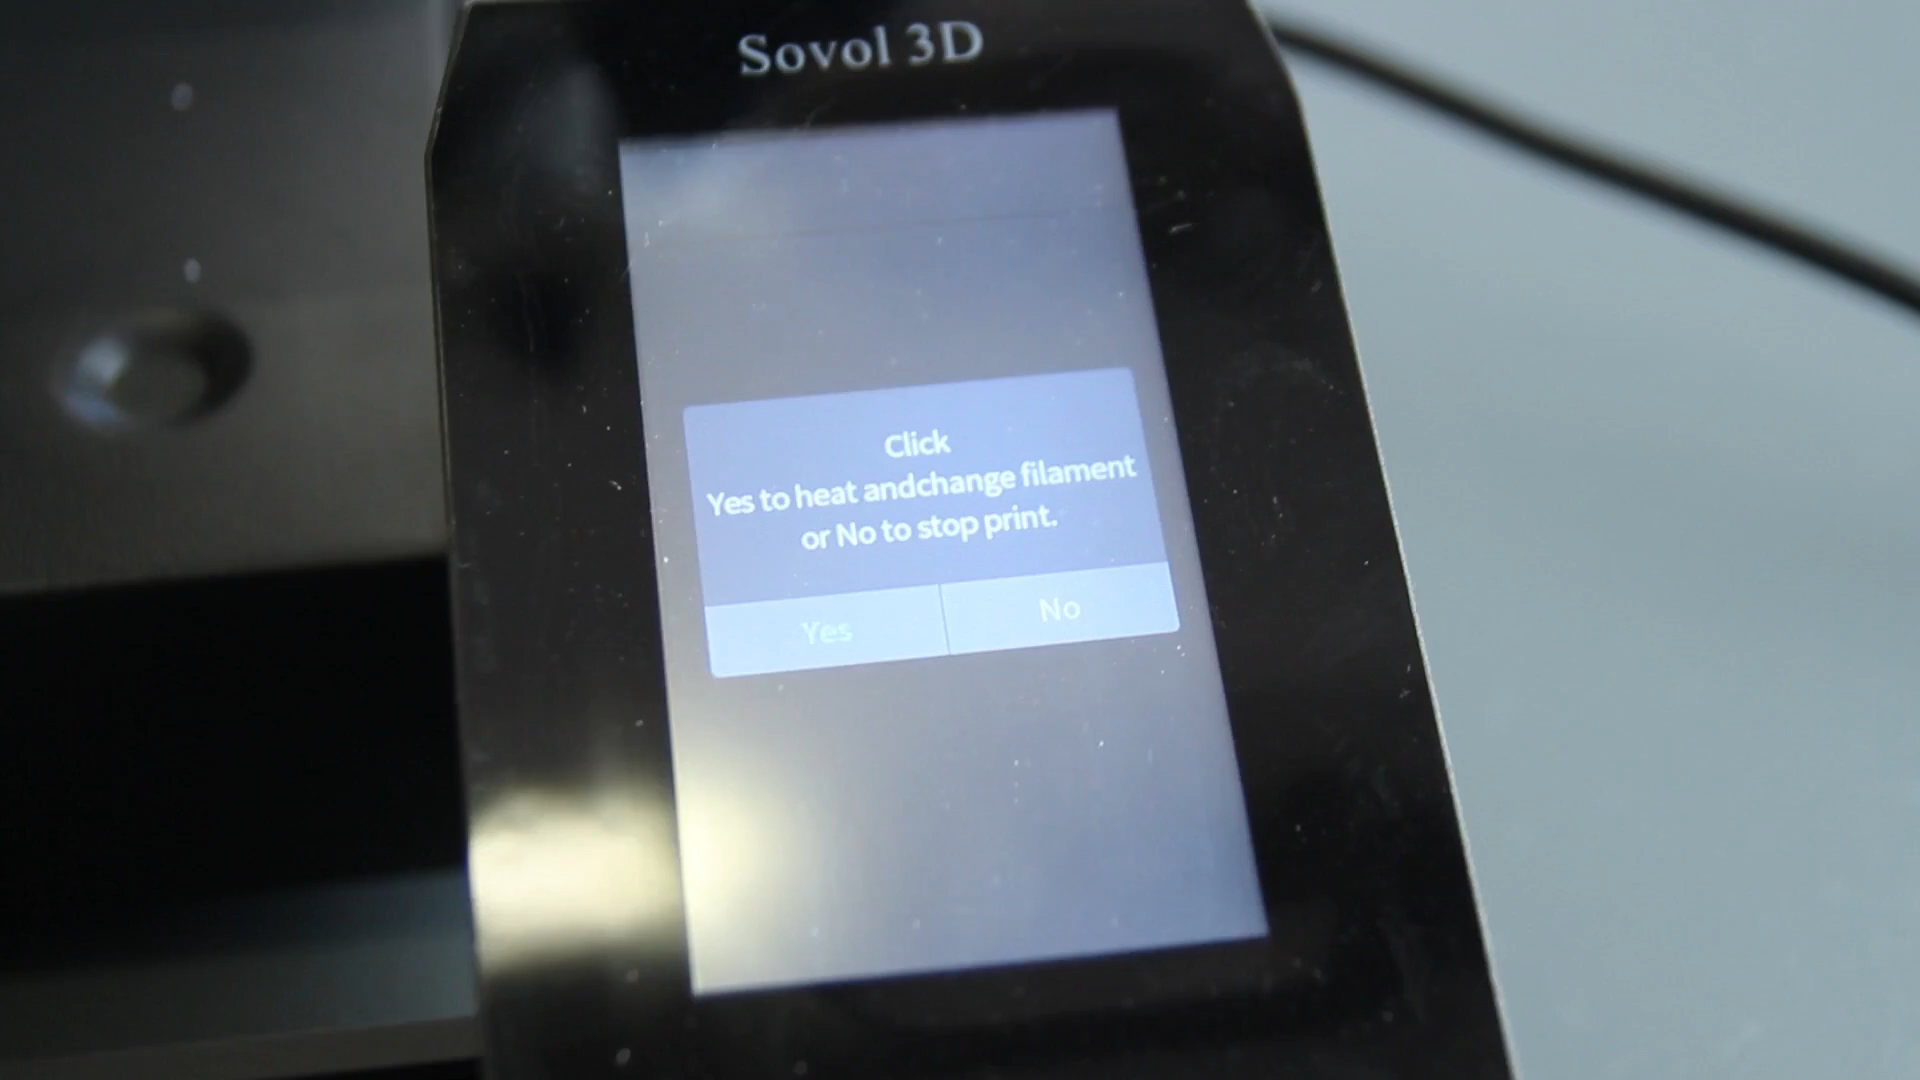 Sovol 3D
Click
Yes to heat andchange filament
or No to stop print.
Yes
No